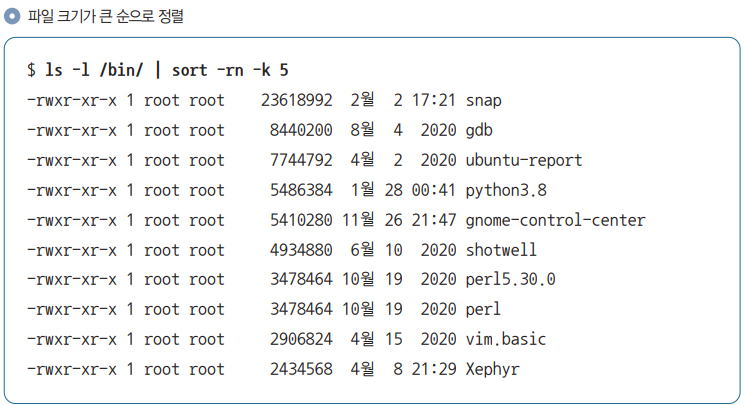 파일 크기가 큰 순으로 정렬
$ ls -l /bin/ | sort -rn -k 5
-rwxr-xr-x 1 root root    23618992  2월  2 17:21 snap
-rwxr-xr-x 1 root root     8440200  8월  4  2020 gdb
-rwxr-xr-x 1 root root     7744792  4월  2  2020 ubuntu-report
-rwxr-xr-x 1 root root     5486384  1월 28 00:41 python3.8
-rwxr-xr-x 1 root root     5410280 11월 26 21:47 gnome-control-center
-rwxr-xr-x 1 root root     4934880  6월 10  2020 shotwell
-rwxr-xr-x 1 root root     3478464 10월 19  2020 perl5.30.0
-rwxr-xr-x 1 root root     3478464 10월 19  2020 perl
-rwxr-xr-x 1 root root     2906824  4월 15  2020 vim.basic
-rwxr-xr-x 1 root root     2434568  4월  8 21:29 Xephyr